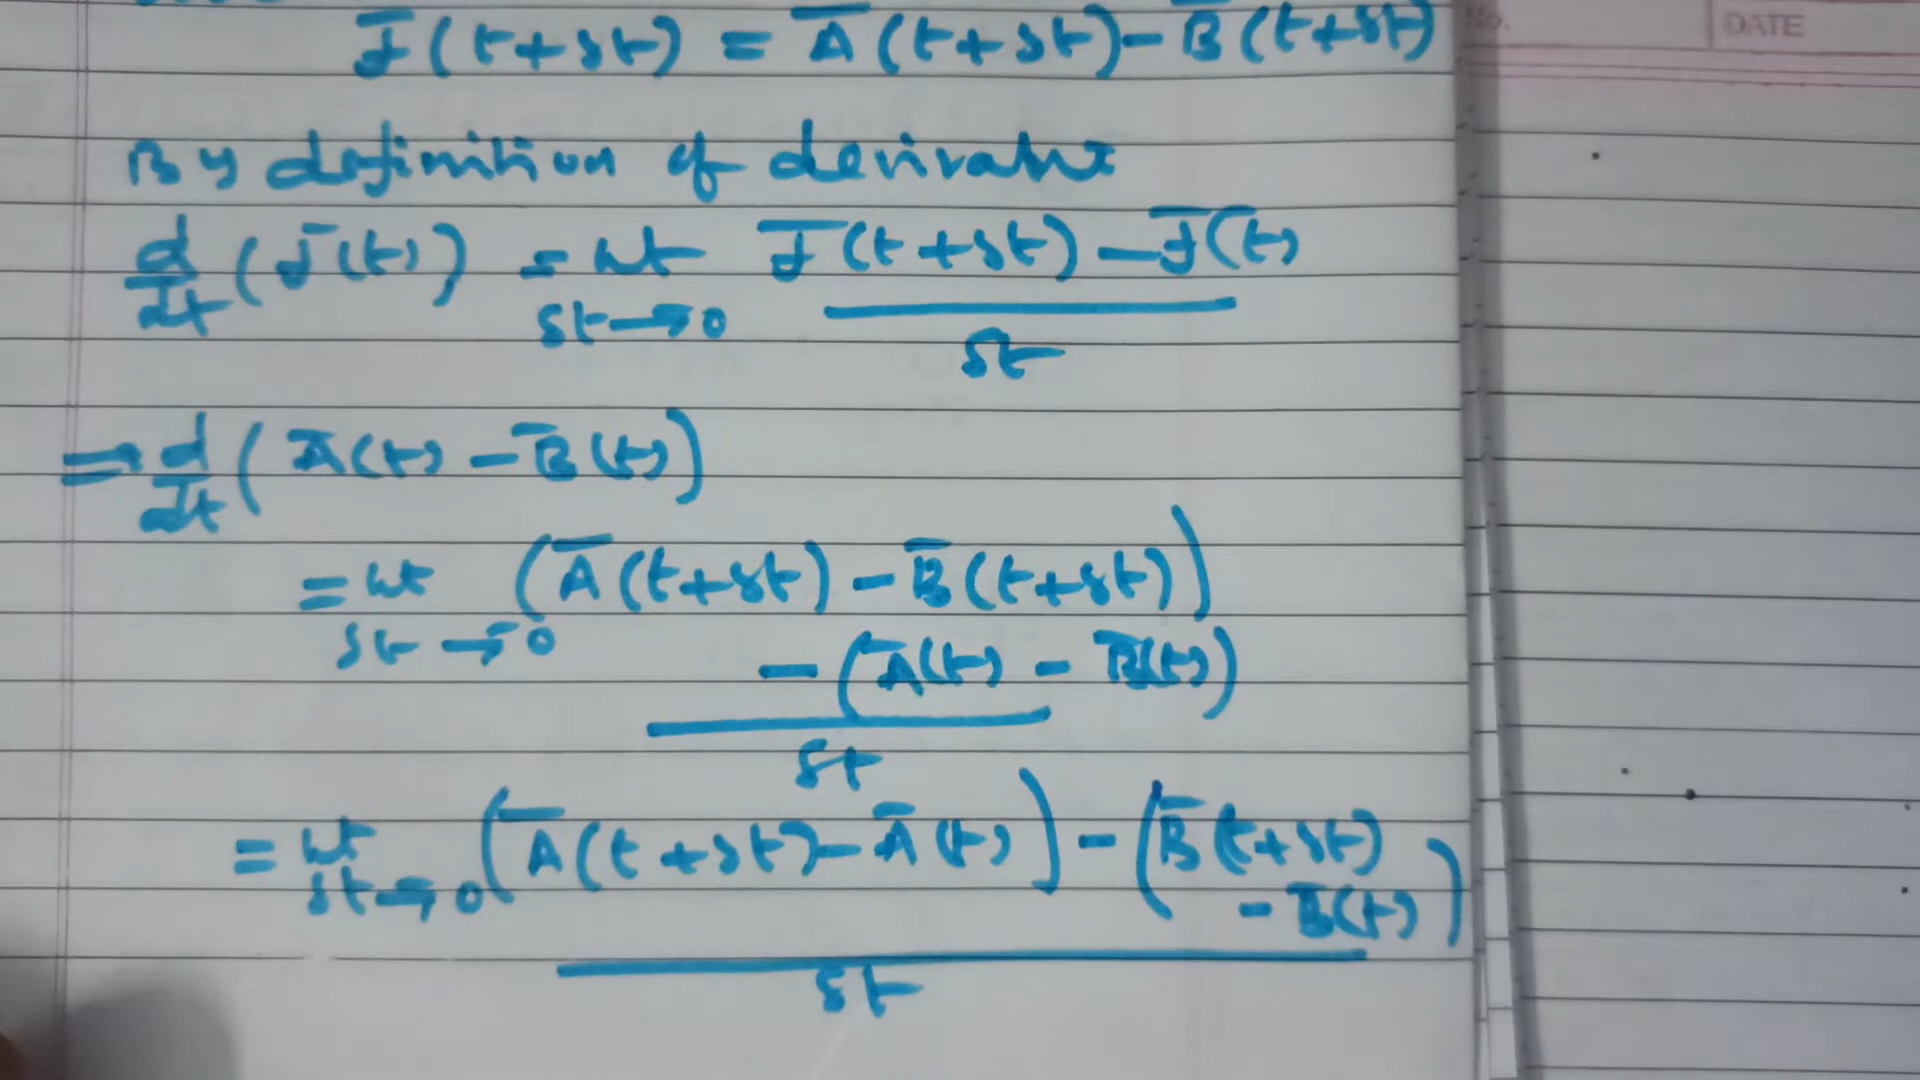 f̄(t+δt) = Ā(t+δt) - B̄(t+δt)
No. DATE
By definition of derivative
d/dt (f̄(t)) = Lt δt→0 f̄(t+δt) - f̄(t) / δt
⇒ d/dt (Ā(t) - B̄(t))
= Lt δt→0 (Ā(t+δt) - B̄(t+δt))
- (Ā(t) - B̄(t))
δt
= Lt δt→0 (Ā(t+δt) - Ā(t)) - (B̄(t+δt)
- B̄(t))
δt